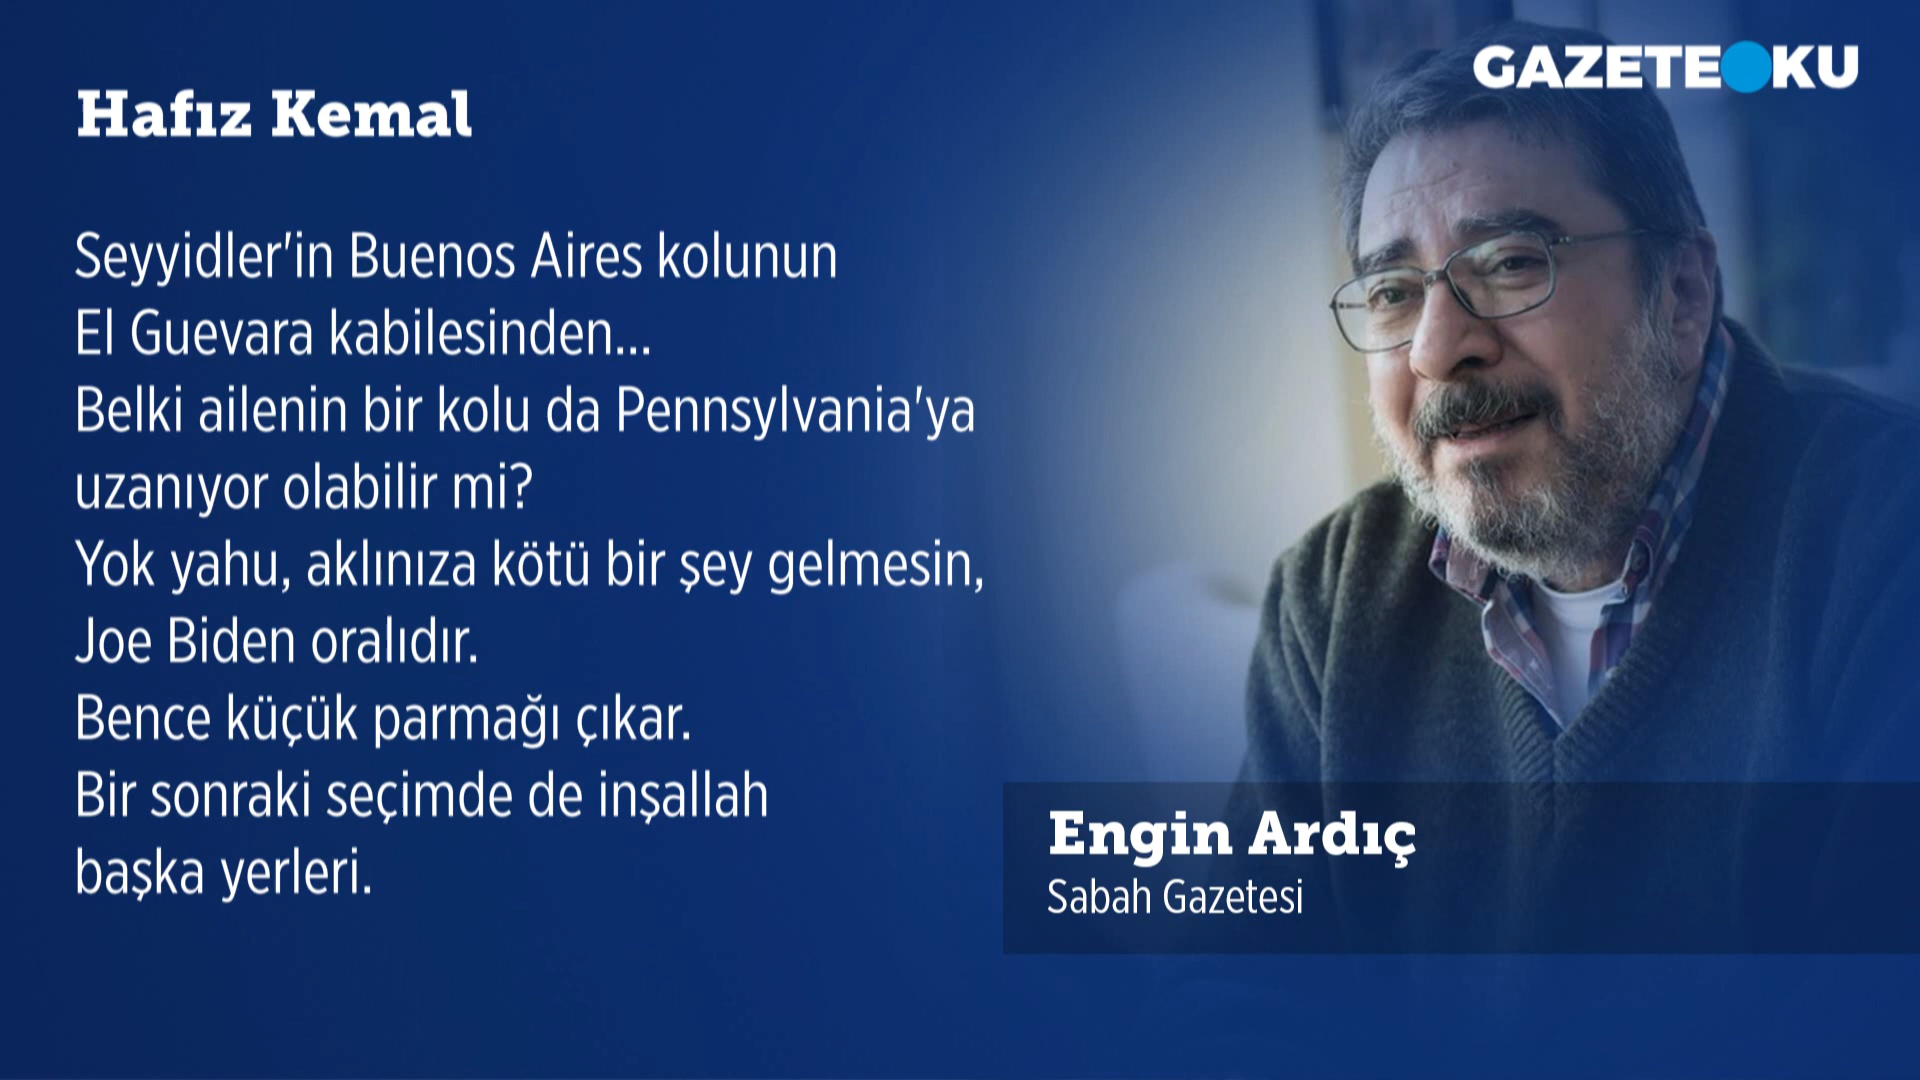 GAZETE OKU
Hafız Kemal
Seyyidler'in Buenos Aires kolunun
El Guevara kabilesinden...
Belki ailenin bir kolu da Pennsylvania'ya
uzanıyor olabilir mi?
Yok yahu, aklınıza kötü bir şey gelmesin,
Joe Biden oralıdır.
Bence küçük parmağı çıkar.
Bir sonraki seçimde de inşallah
başka yerleri.
Engin Ardıç
Sabah Gazetesi